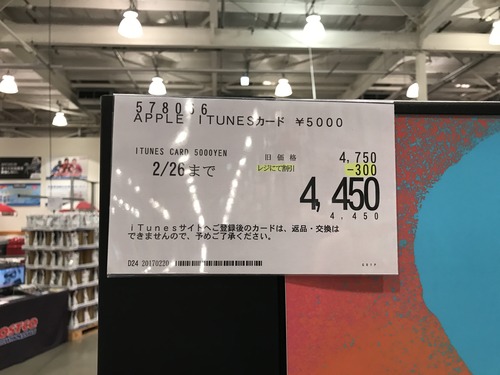 578066
APPLE ITUNESカード ¥5000
ITUNES CARD 5000YEN
旧価格 4,750
2/26まで
レジにて割引 -300
4,450
4,450
iTunesサイトへご登録後のカードは、返品・交換は
できませんので、予めご了承ください。
D24 20170220